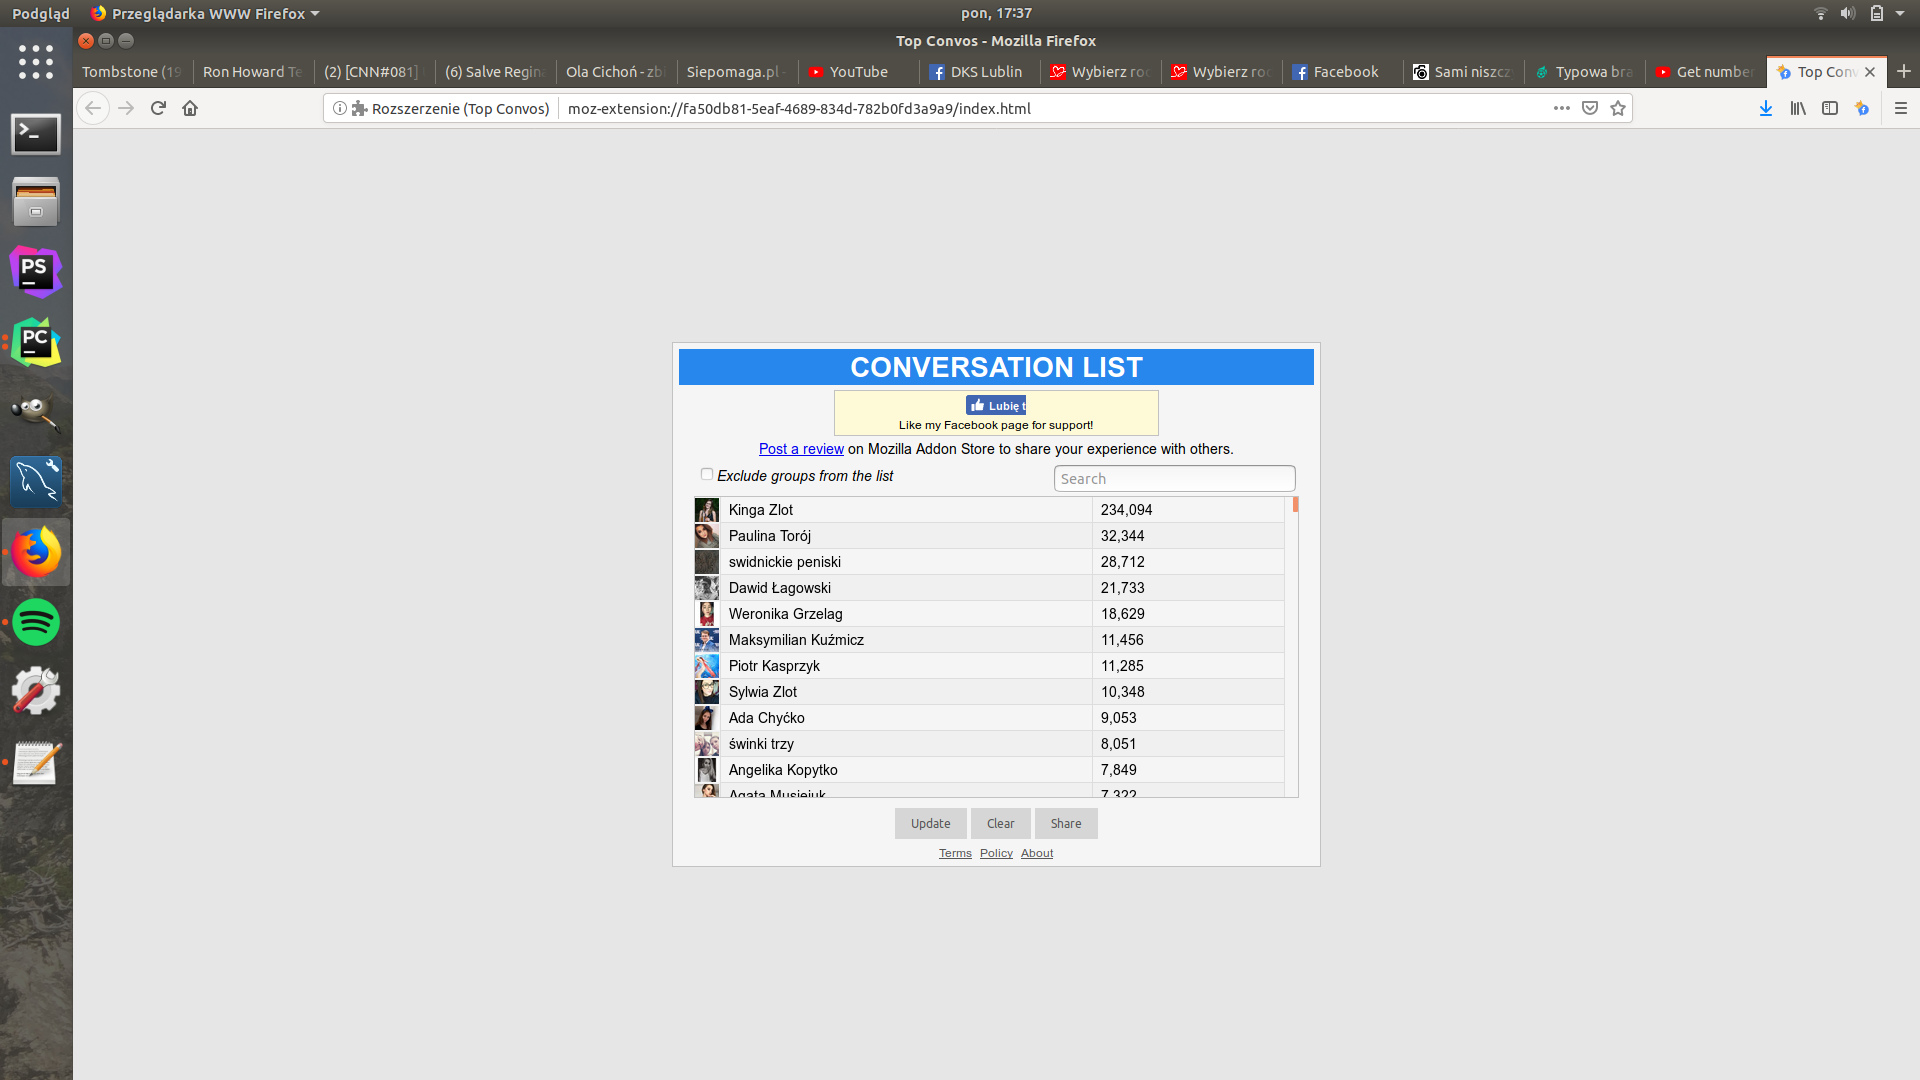 Podgląd
Przeglądarka WWW Firefox
pon, 17:37
Top Convos - Mozilla Firefox
Tombstone (19
Ron Howard Te
(2) [CNN#081]
(6) Salve Regina
Ola Cichoń - zbi
Siepomaga.pl -
YouTube
DKS Lublin
Wybierz roc
Wybierz roc
Facebook
Sami niszcz
Typowa bra
Get number
Top Conv
Rozszerzenie (Top Convos)
moz-extension://fa50db81-5eaf-4689-834d-782b0fd3a9a9/index.html
CONVERSATION LIST
Lubię t
Like my Facebook page for support!
Post a review on Mozilla Addon Store to share your experience with others.
Exclude groups from the list
Search
Kinga Zlot 234,094
Paulina Torój 32,344
swidnickie peniski 28,712
Dawid Łagowski 21,733
Weronika Grzelag 18,629
Maksymilian Kuźmicz 11,456
Piotr Kasprzyk 11,285
Sylwia Zlot 10,348
Ada Chyćko 9,053
świnki trzy 8,051
Angelika Kopytko 7,849
Agata Musiejuk 7,322
Update
Clear
Share
Terms Policy About
PS
PC